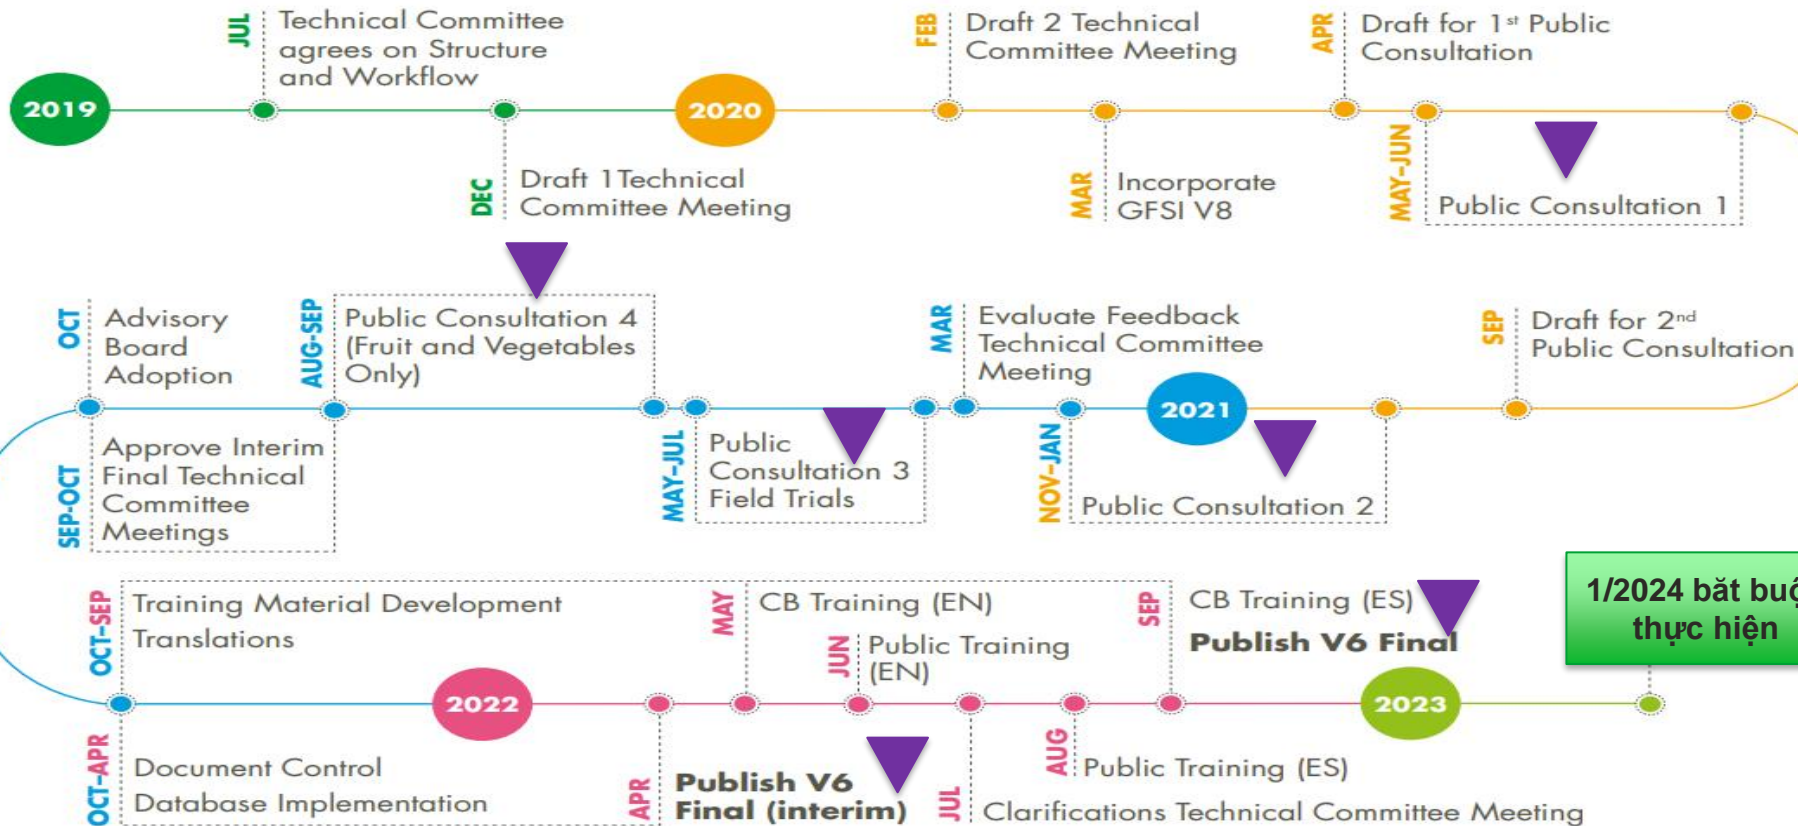 2019
JUL
Technical Committee
agrees on Structure
and Workflow
DEC
Draft 1Technical
Committee Meeting
2020
FEB
Draft 2 Technical
Committee Meeting
MAR
Incorporate
GFSI V8
APR
Draft for 1st Public
Consultation
MAY-JUN
Public Consultation 1
SEP
Draft for 2nd
Public Consultation
NOV-JAN
Public Consultation 2
2021
MAR
Evaluate Feedback
Technical Committee
Meeting
MAY-JUL
Public
Consultation 3
Field Trials
AUG-SEP
Public Consultation 4
(Fruit and Vegetables
Only)
OCT
Advisory
Board
Adoption
SEP-OCT
Approve Interim
Final Technical
Committee
Meetings
OCT-SEP
Training Material Development
Translations
OCT-APR
Document Control
Database Implementation
2022
APR
Publish V6
Final (interim)
MAY
CB Training (EN)
JUN
Public Training
(EN)
JUL
Clarifications Technical Committee Meeting
AUG
Public Training (ES)
SEP
CB Training (ES)
Publish V6 Final
2023
1/2024 bắt
thực hiện